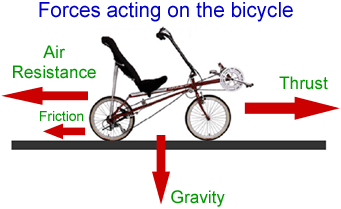 Forces acting on the bicycle
Air
Resistance
Thrust
Friction
Gravity